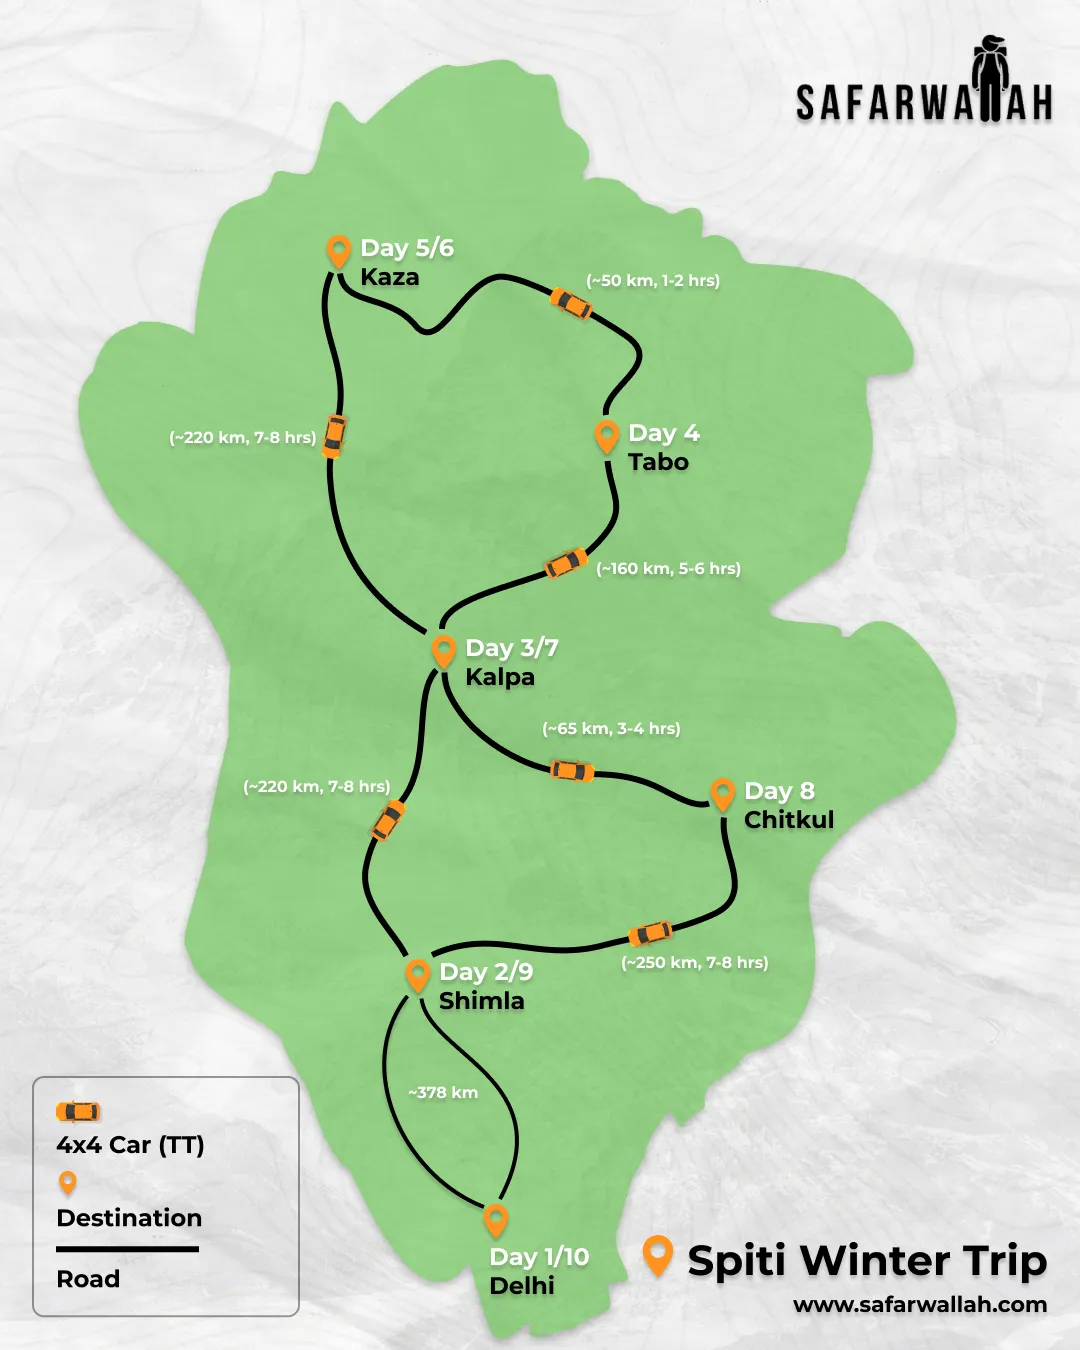 SAFARWALLAH
Day 5/6
Kaza
(~50 km, 1-2 hrs)
(~220 km, 7-8 hrs)
Day 4
Tabo
(~160 km, 5-6 hrs)
Day 3/7
Kalpa
(~65 km, 3-4 hrs)
(~220 km, 7-8 hrs)
Day 8
Chitkul
(~250 km, 7-8 hrs)
Day 2/9
Shimla
~378 km
Day 1/10
Delhi
4x4 Car (TT)
Destination
Road
Spiti Winter Trip
www.safarwallah.com